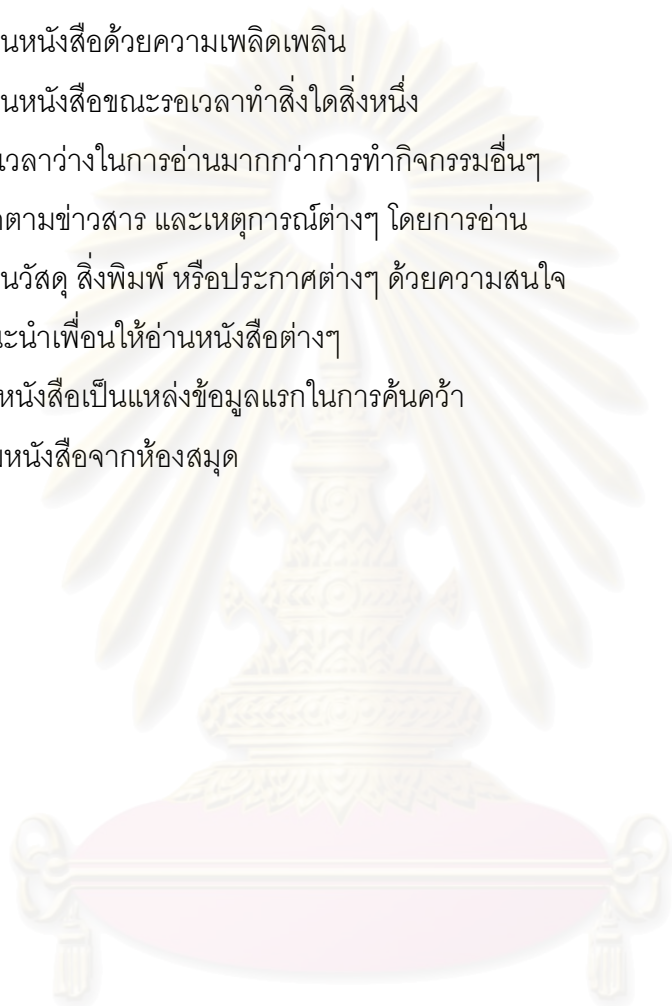 นหนังสือด้วยความเพลิดเพลิน
นหนังสือขณะรอเวลาทำสิ่งใดสิ่งหนึ่ง
เวลาว่างในการอ่านมากกว่าการทำกิจกรรมอื่นๆ
ตามข่าวสาร และเหตุการณ์ต่างๆ โดยการอ่าน
นวัสดุ สิ่งพิมพ์ หรือประกาศต่างๆ ด้วยความสนใจ
นะนำเพื่อนให้อ่านหนังสือต่างๆ
หนังสือเป็นแหล่งข้อมูลแรกในการค้นคว้า
มหนังสือจากห้องสมุด